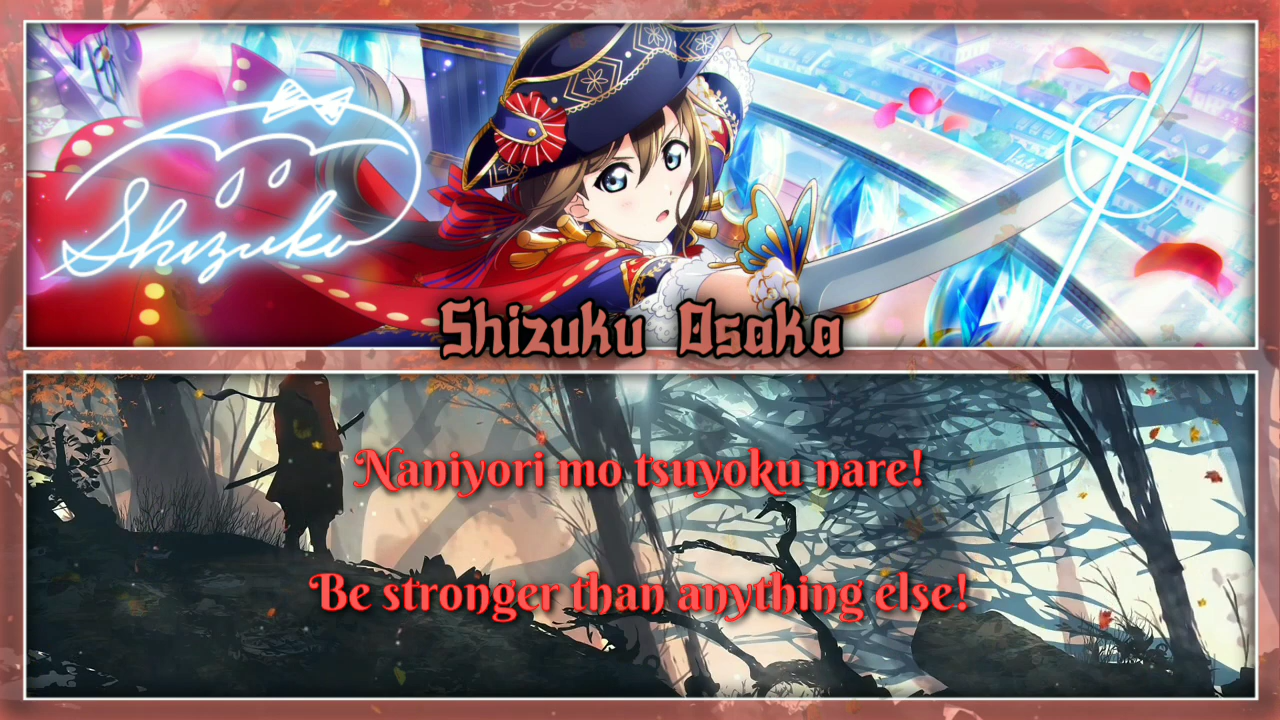 Shizuku
Shizuku Osaka
Naniyori mo tsuyoku nare!
Be stronger than anything else!